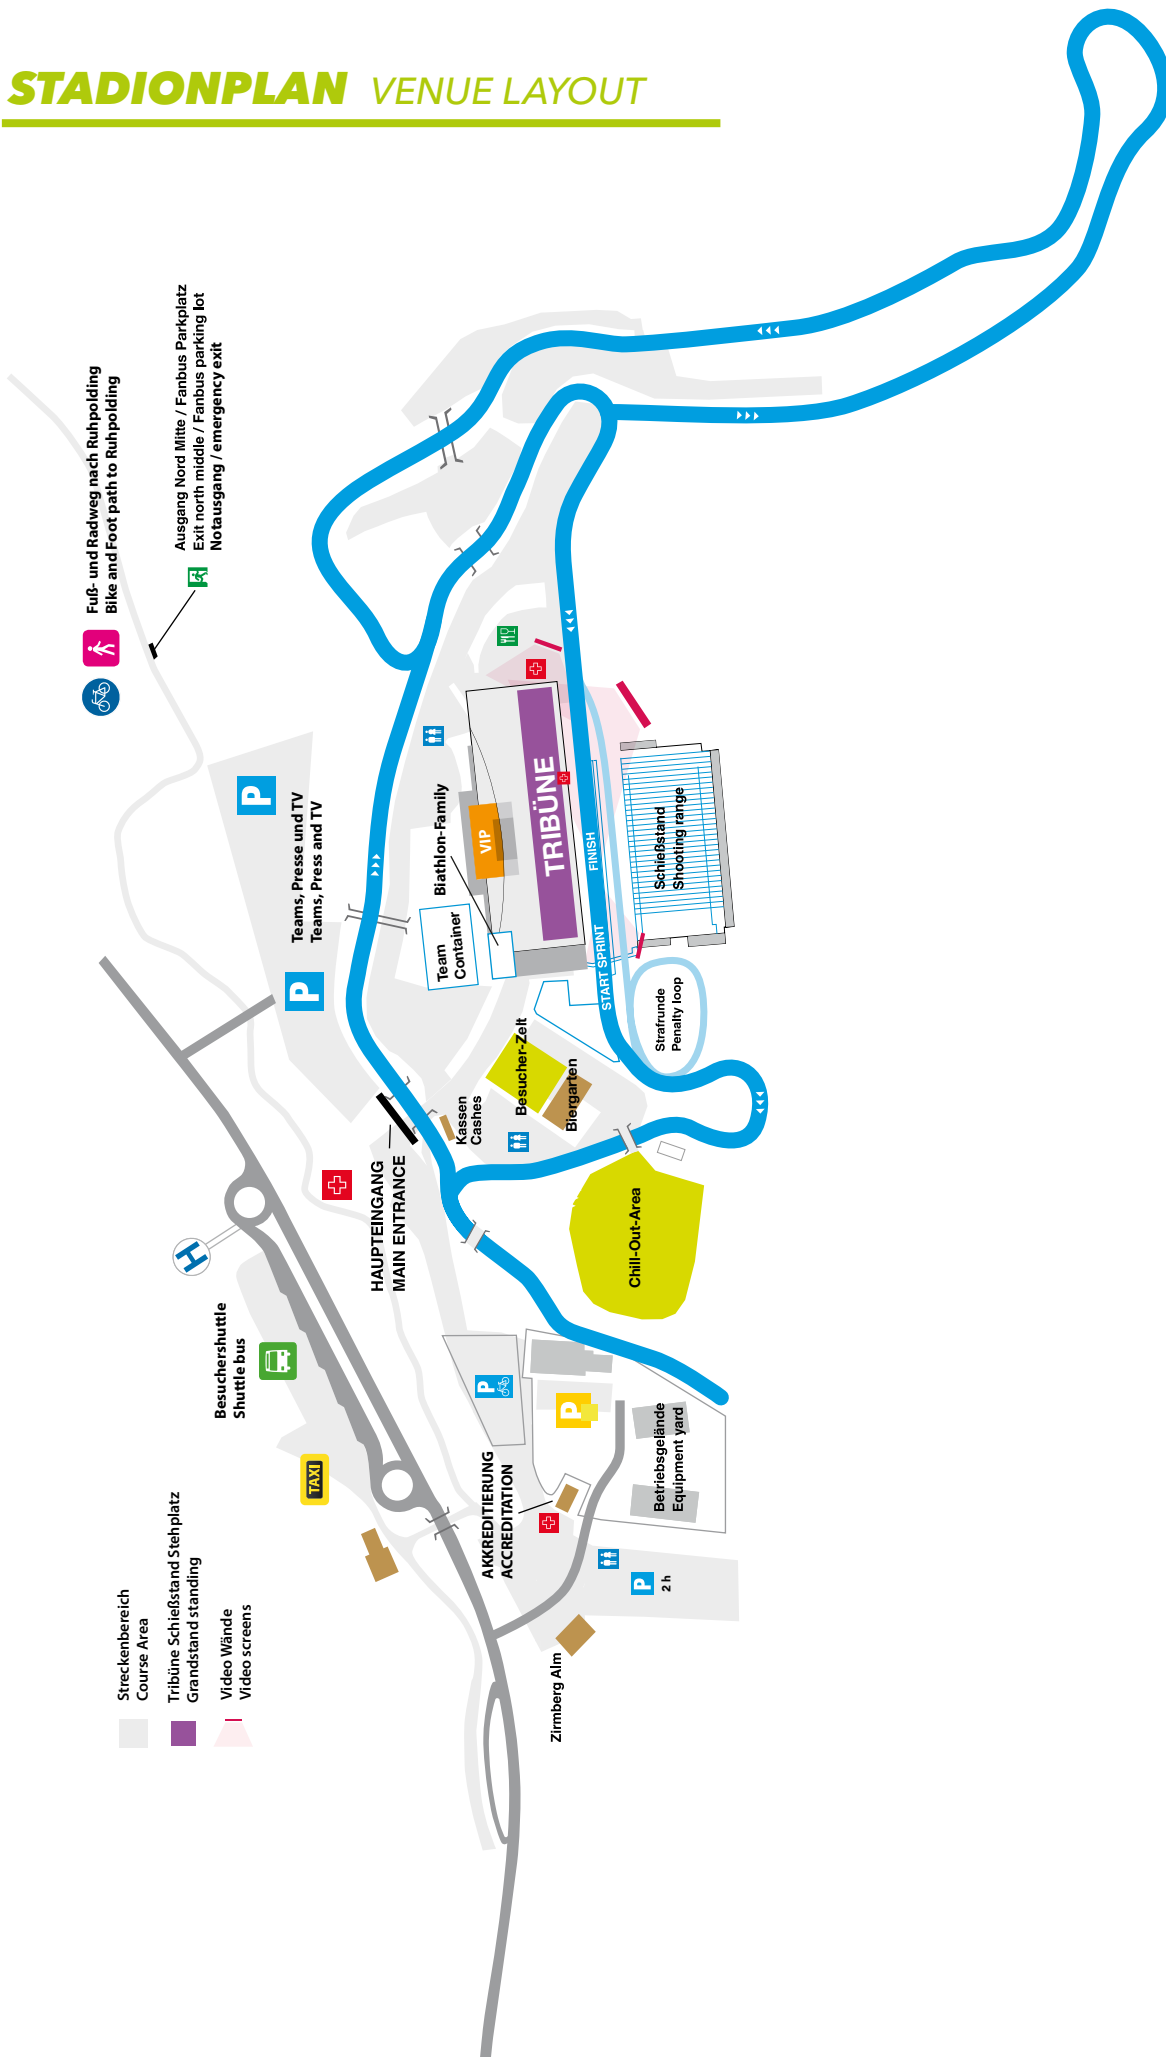 STADIONPLAN VENUE LAYOUT
Fuß- und Radweg nach Ruhpolding
Bike and Foot path to Ruhpolding
Ausgang Nord Mitte / Fanbus Parkplatz
Exit north middle / Fanbus parking lot
Notausgang / emergency exit
P
Teams, Presse und TV
Teams, Press and TV
P
Biathlon-Family
VIP
TRIBÜNE
FINISH
Schießstand
Shooting range
Team
Container
START SPRINT
Strafrunde
Penalty loop
Besucher-Zelt
Biergarten
Kassen
Cashes
HAUPTEINGANG
MAIN ENTRANCE
Chill-Out-Area
H
Besuchershuttle
Shuttle bus
TAXI
P
P
AKKREDITIERUNG
ACCREDITATION
Betriebsgelände
Equipment yard
P
2 h
Zirmberg Alm
Streckenbereich
Course Area
Tribüne Schießstand Stehplatz
Grandstand standing
Video Wände
Video screens